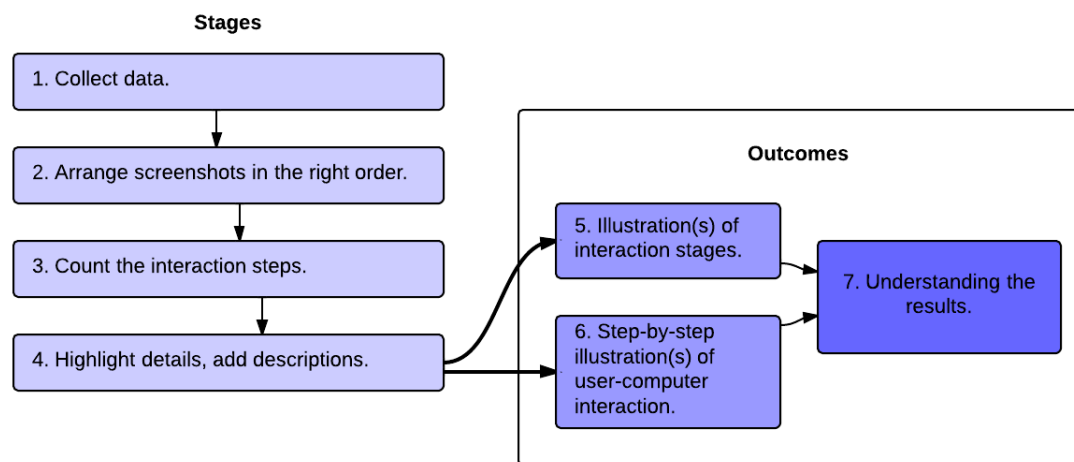 Stages
1. Collect data.
2. Arrange screenshots in the right order.
3. Count the interaction steps.
4. Highlight details, add descriptions.
Outcomes
5. Illustration(s) of
interaction stages.
6. Step-by-step
illustration(s) of
user-computer
interaction.
7. Understanding the
results.